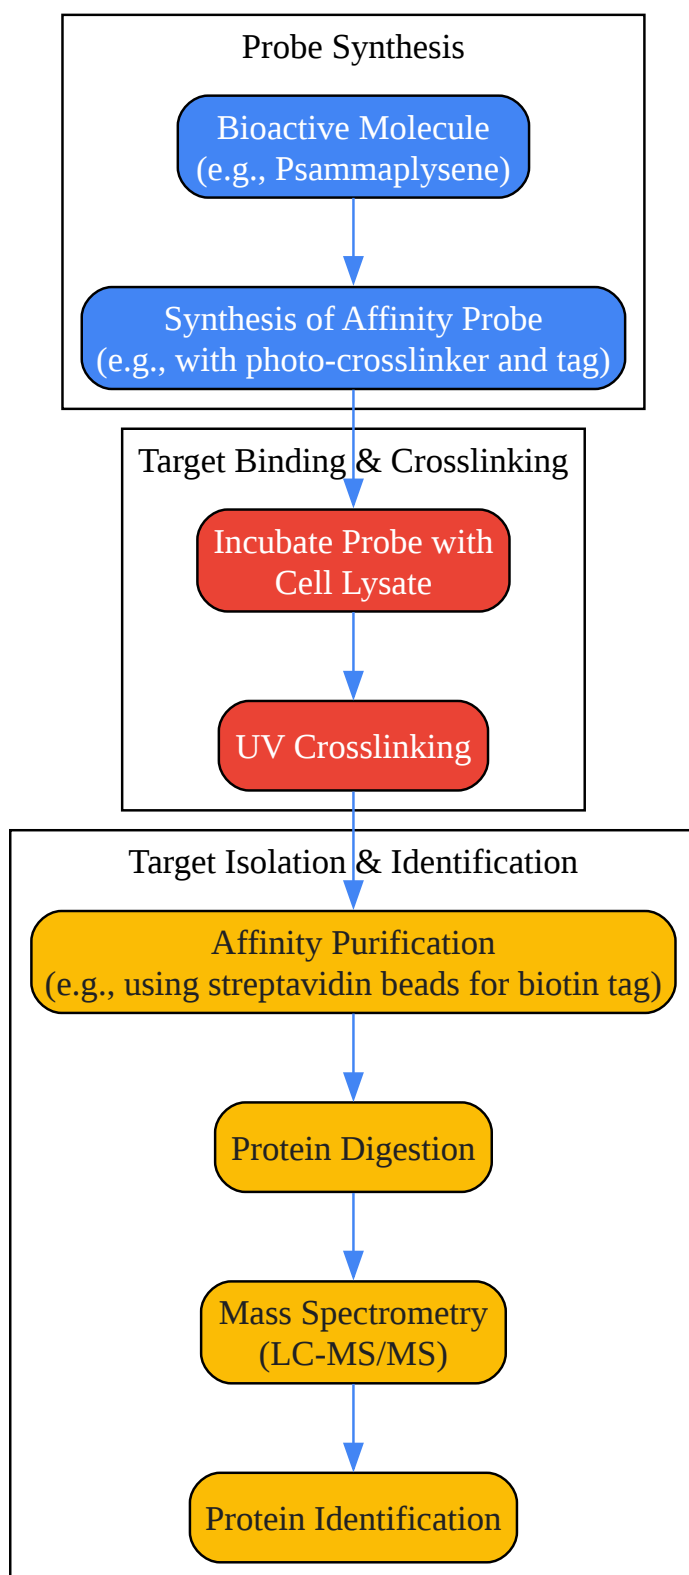 Probe Synthesis
Bioactive Molecule
(e.g., Psammaplysene)
Synthesis of Affinity Probe
(e.g., with photo-crosslinker and tag)
Target Binding & Crosslinking
Incubate Probe with
Cell Lysate
UV Crosslinking
Target Isolation & Identification
Affinity Purification
(e.g., using streptavidin beads for biotin tag)
Protein Digestion
Mass Spectrometry
(LC-MS/MS)
Protein Identification